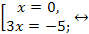 [ x = 0,
3x = −5; ↔